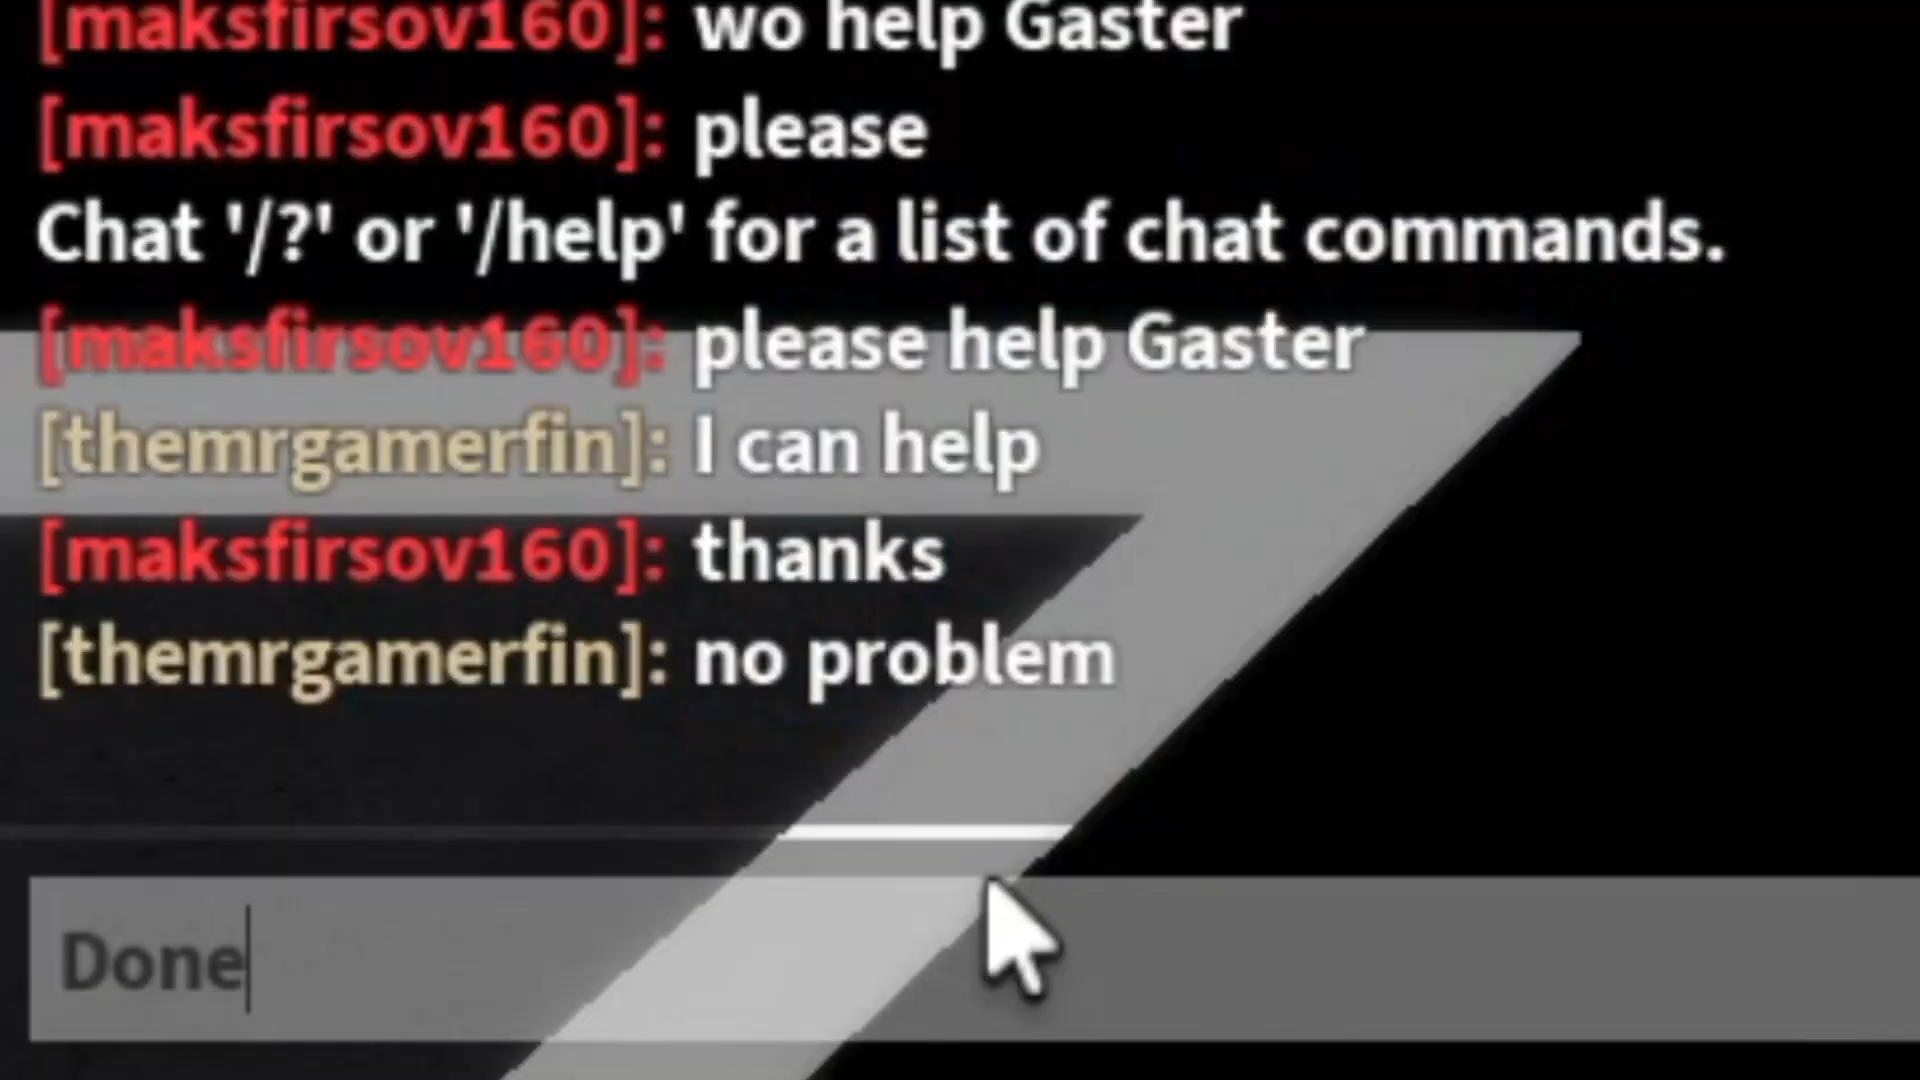 [maksfirsov160]: wo help Gaster
[maksfirsov160]: please
Chat '/?' or '/help' for a list of chat commands.
[maksfirsov160]: please help Gaster
[themrgamerfin]: I can help
[maksfirsov160]: thanks
[themrgamerfin]: no problem
Done